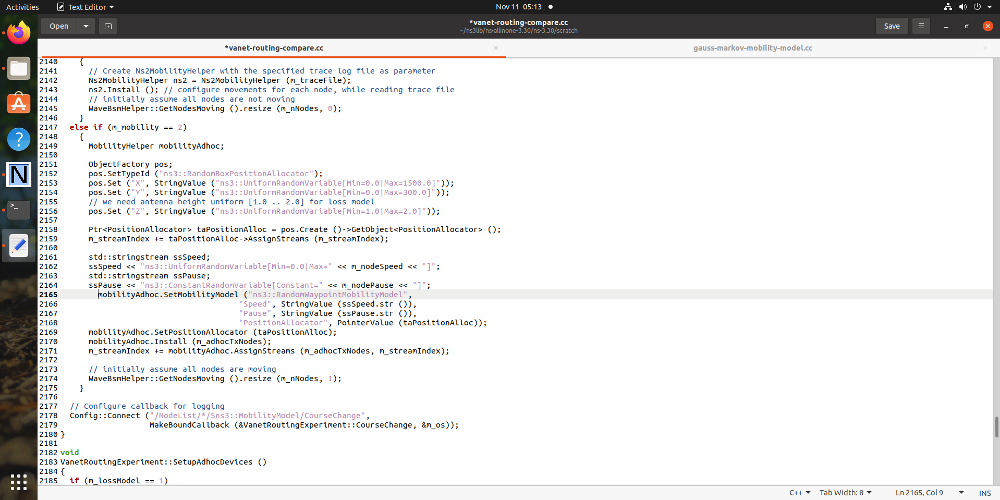 Activities Text Editor Nov 11 05:13
Open *vanet-routing-compare.cc Save
~/ns3lib/ns-allinone-3.30/ns-3.30/scratch
*vanet-routing-compare.cc × gauss-markov-mobility-model.cc ×
2140 {
2141 // Create Ns2MobilityHelper with the specified trace log file as parameter
2142 Ns2MobilityHelper ns2 = Ns2MobilityHelper (m_traceFile);
2143 ns2.Install (); // configure movements for each node, while reading trace file
2144 // initially assume all nodes are not moving
2145 WaveBsmHelper::GetNodesMoving ().resize (m_nNodes, 0);
2146 }
2147 else if (m_mobility == 2)
2148 {
2149 MobilityHelper mobilityAdhoc;
2150
2151 ObjectFactory pos;
2152 pos.SetTypeId ("ns3::RandomBoxPositionAllocator");
2153 pos.Set ("X", StringValue ("ns3::UniformRandomVariable[Min=0.0|Max=1500.0]"));
2154 pos.Set ("Y", StringValue ("ns3::UniformRandomVariable[Min=0.0|Max=300.0]"));
2155 // we need antenna height uniform [1.0 .. 2.0] for loss model
2156 pos.Set ("Z", StringValue ("ns3::UniformRandomVariable[Min=1.0|Max=2.0]"));
2157
2158 Ptr<PositionAllocator> taPositionAlloc = pos.Create ()->GetObject<PositionAllocator> ();
2159 m_streamIndex += taPositionAlloc->AssignStreams (m_streamIndex);
2160
2161 std::stringstream ssSpeed;
2162 ssSpeed << "ns3::UniformRandomVariable[Min=0.0|Max=" << m_nodeSpeed << "]";
2163 std::stringstream ssPause;
2164 ssPause << "ns3::ConstantRandomVariable[Constant=" << m_nodePause << "]";
2165 mobilityAdhoc.SetMobilityModel ("ns3::RandomWaypointMobilityModel",
2166 "Speed", StringValue (ssSpeed.str ()),
2167 "Pause", StringValue (ssPause.str ()),
2168 "PositionAllocator", PointerValue (taPositionAlloc));
2169 mobilityAdhoc.SetPositionAllocator (taPositionAlloc);
2170 mobilityAdhoc.Install (m_adhocTxNodes);
2171 m_streamIndex += mobilityAdhoc.AssignStreams (m_adhocTxNodes, m_streamIndex);
2172
2173 // initially assume all nodes are moving
2174 WaveBsmHelper::GetNodesMoving ().resize (m_nNodes, 1);
2175 }
2176
2177 // Configure callback for logging
2178 Config::Connect ("/NodeList/*/$ns3::MobilityModel/CourseChange",
2179 MakeBoundCallback (&VanetRoutingExperiment::CourseChange, &m_os));
2180 }
2181
2182 void
2183 VanetRoutingExperiment::SetupAdhocDevices ()
2184 {
2185 if (m_lossModel == 1)
C++ Tab Width: 8 Ln 2165, Col 9 INS